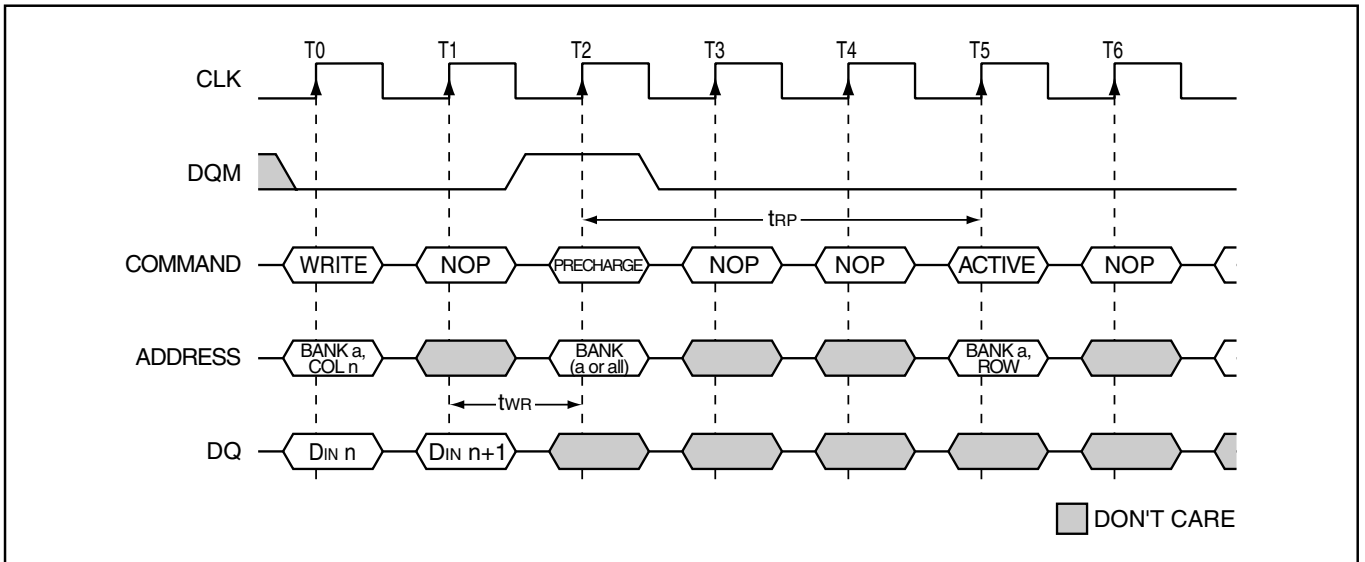 T0 T1 T2 T3 T4 T5 T6
CLK
DQM
tRP
COMMAND WRITE NOP PRECHARGE NOP NOP ACTIVE NOP
ADDRESS BANK a, COL n BANK (a or all) BANK a, ROW
tWR
DQ DIN n DIN n+1
DON'T CARE